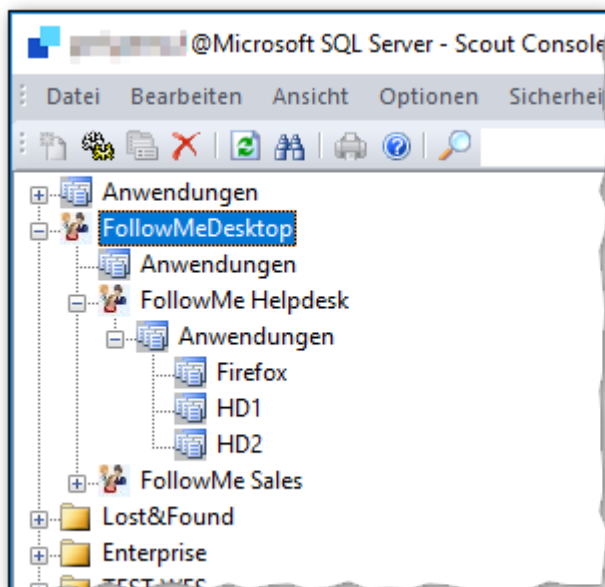 @Microsoft SQL Server - Scout Console
Datei Bearbeiten Ansicht Optionen
Anwendungen
FollowMeDesktop
Anwendungen
FollowMe Helpdesk
Anwendungen
Firefox
HD1
HD2
FollowMe Sales
Lost&Found
Enterprise